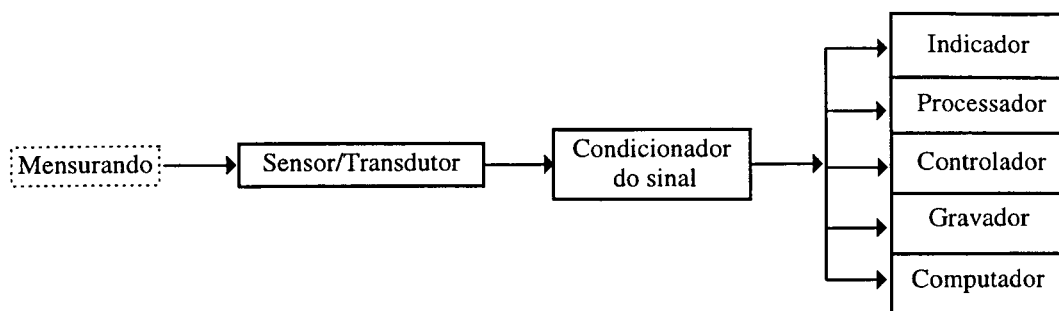 Mensurando
Sensor/Transdutor
Condicionador
do sinal
Indicador
Processador
Controlador
Gravador
Computador